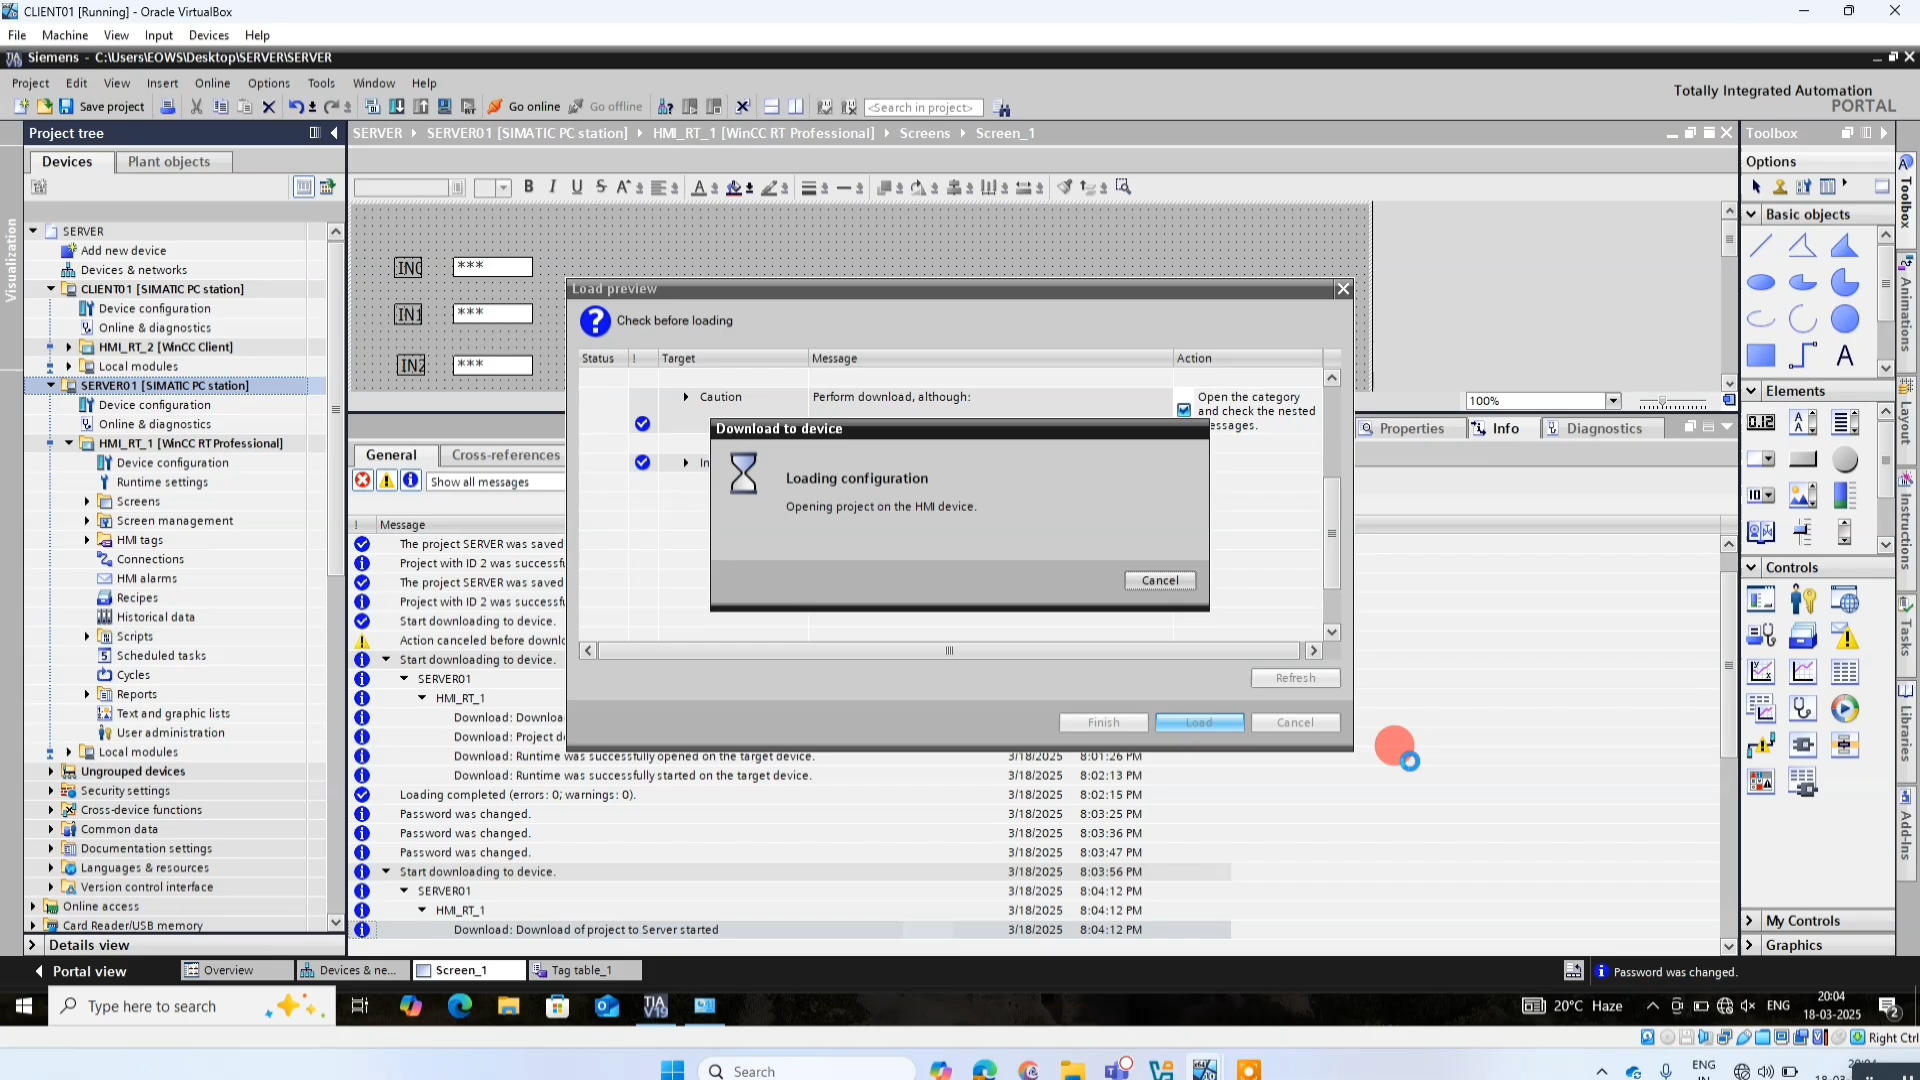 CLIENT01 [Running] - Oracle VirtualBox
File Machine View Input Devices Help
Siemens - C:\Users\EOWS\Desktop\SERVER\SERVER
Project Edit View Insert Online Options Tools Window Help
Totally Integrated Automation
PORTAL
Save project Go online Go offline <Search in project>
Project tree
SERVER SERVER01 [SIMATIC PC station] HMI_RT_1 [WinCC RT Professional] Screens Screen_1
Toolbox
Devices Plant objects
Options
Visualization
SERVER
Add new device
Devices & networks
CLIENT01 [SIMATIC PC station]
Device configuration
Online & diagnostics
HMI_RT_2 [WinCC Client]
Local modules
SERVER01 [SIMATIC PC station]
Device configuration
Online & diagnostics
HMI_RT_1 [WinCC RT Professional]
Device configuration
Runtime settings
Screens
Screen management
HMI tags
Connections
HMI alarms
Recipes
Historical data
Scripts
Scheduled tasks
Cycles
Reports
Text and graphic lists
User administration
Local modules
Ungrouped devices
Security settings
Cross-device functions
Common data
Documentation settings
Languages & resources
Version control interface
Online access
Card Reader/USB memory
Details view
IN0 ***
IN1 ***
IN2 ***
100%
Properties Info Diagnostics
General Cross-references
Show all messages
! Message
The project SERVER was saved
Project with ID 2 was successf
The project SERVER was saved
Project with ID 2 was successf
Start downloading to device.
Action canceled before downlo
Start downloading to device.
SERVER01
HMI_RT_1
Download: Downloa
Download: Project d
Download: Runtime was successfully opened on the target device. 3/18/2025 8:01:26 PM
Download: Runtime was successfully started on the target device. 3/18/2025 8:02:13 PM
Loading completed (errors: 0; warnings: 0). 3/18/2025 8:02:15 PM
Password was changed. 3/18/2025 8:03:25 PM
Password was changed. 3/18/2025 8:03:36 PM
Password was changed. 3/18/2025 8:03:47 PM
Start downloading to device. 3/18/2025 8:03:56 PM
SERVER01 3/18/2025 8:04:12 PM
HMI_RT_1 3/18/2025 8:04:12 PM
Download: Download of project to Server started 3/18/2025 8:04:12 PM
Load preview
Check before loading
Status ! Target Message Action
Caution Perform download, although: Open the category
and check the nested
essages.
In
Download to device
Loading configuration
Opening project on the HMI device.
Cancel
Refresh
Finish Load Cancel
Basic objects
A
Elements
0.12
10
Controls
My Controls
Graphics
Toolbox
Animations
Layout
Instructions
Tasks
Libraries
Add-Ins
Portal view Overview Devices & ne... Screen_1 Tag table_1 Password was changed.
Type here to search 20°C Haze ENG 20:04
18-03-2025
2
Right Ctrl
Search ENG